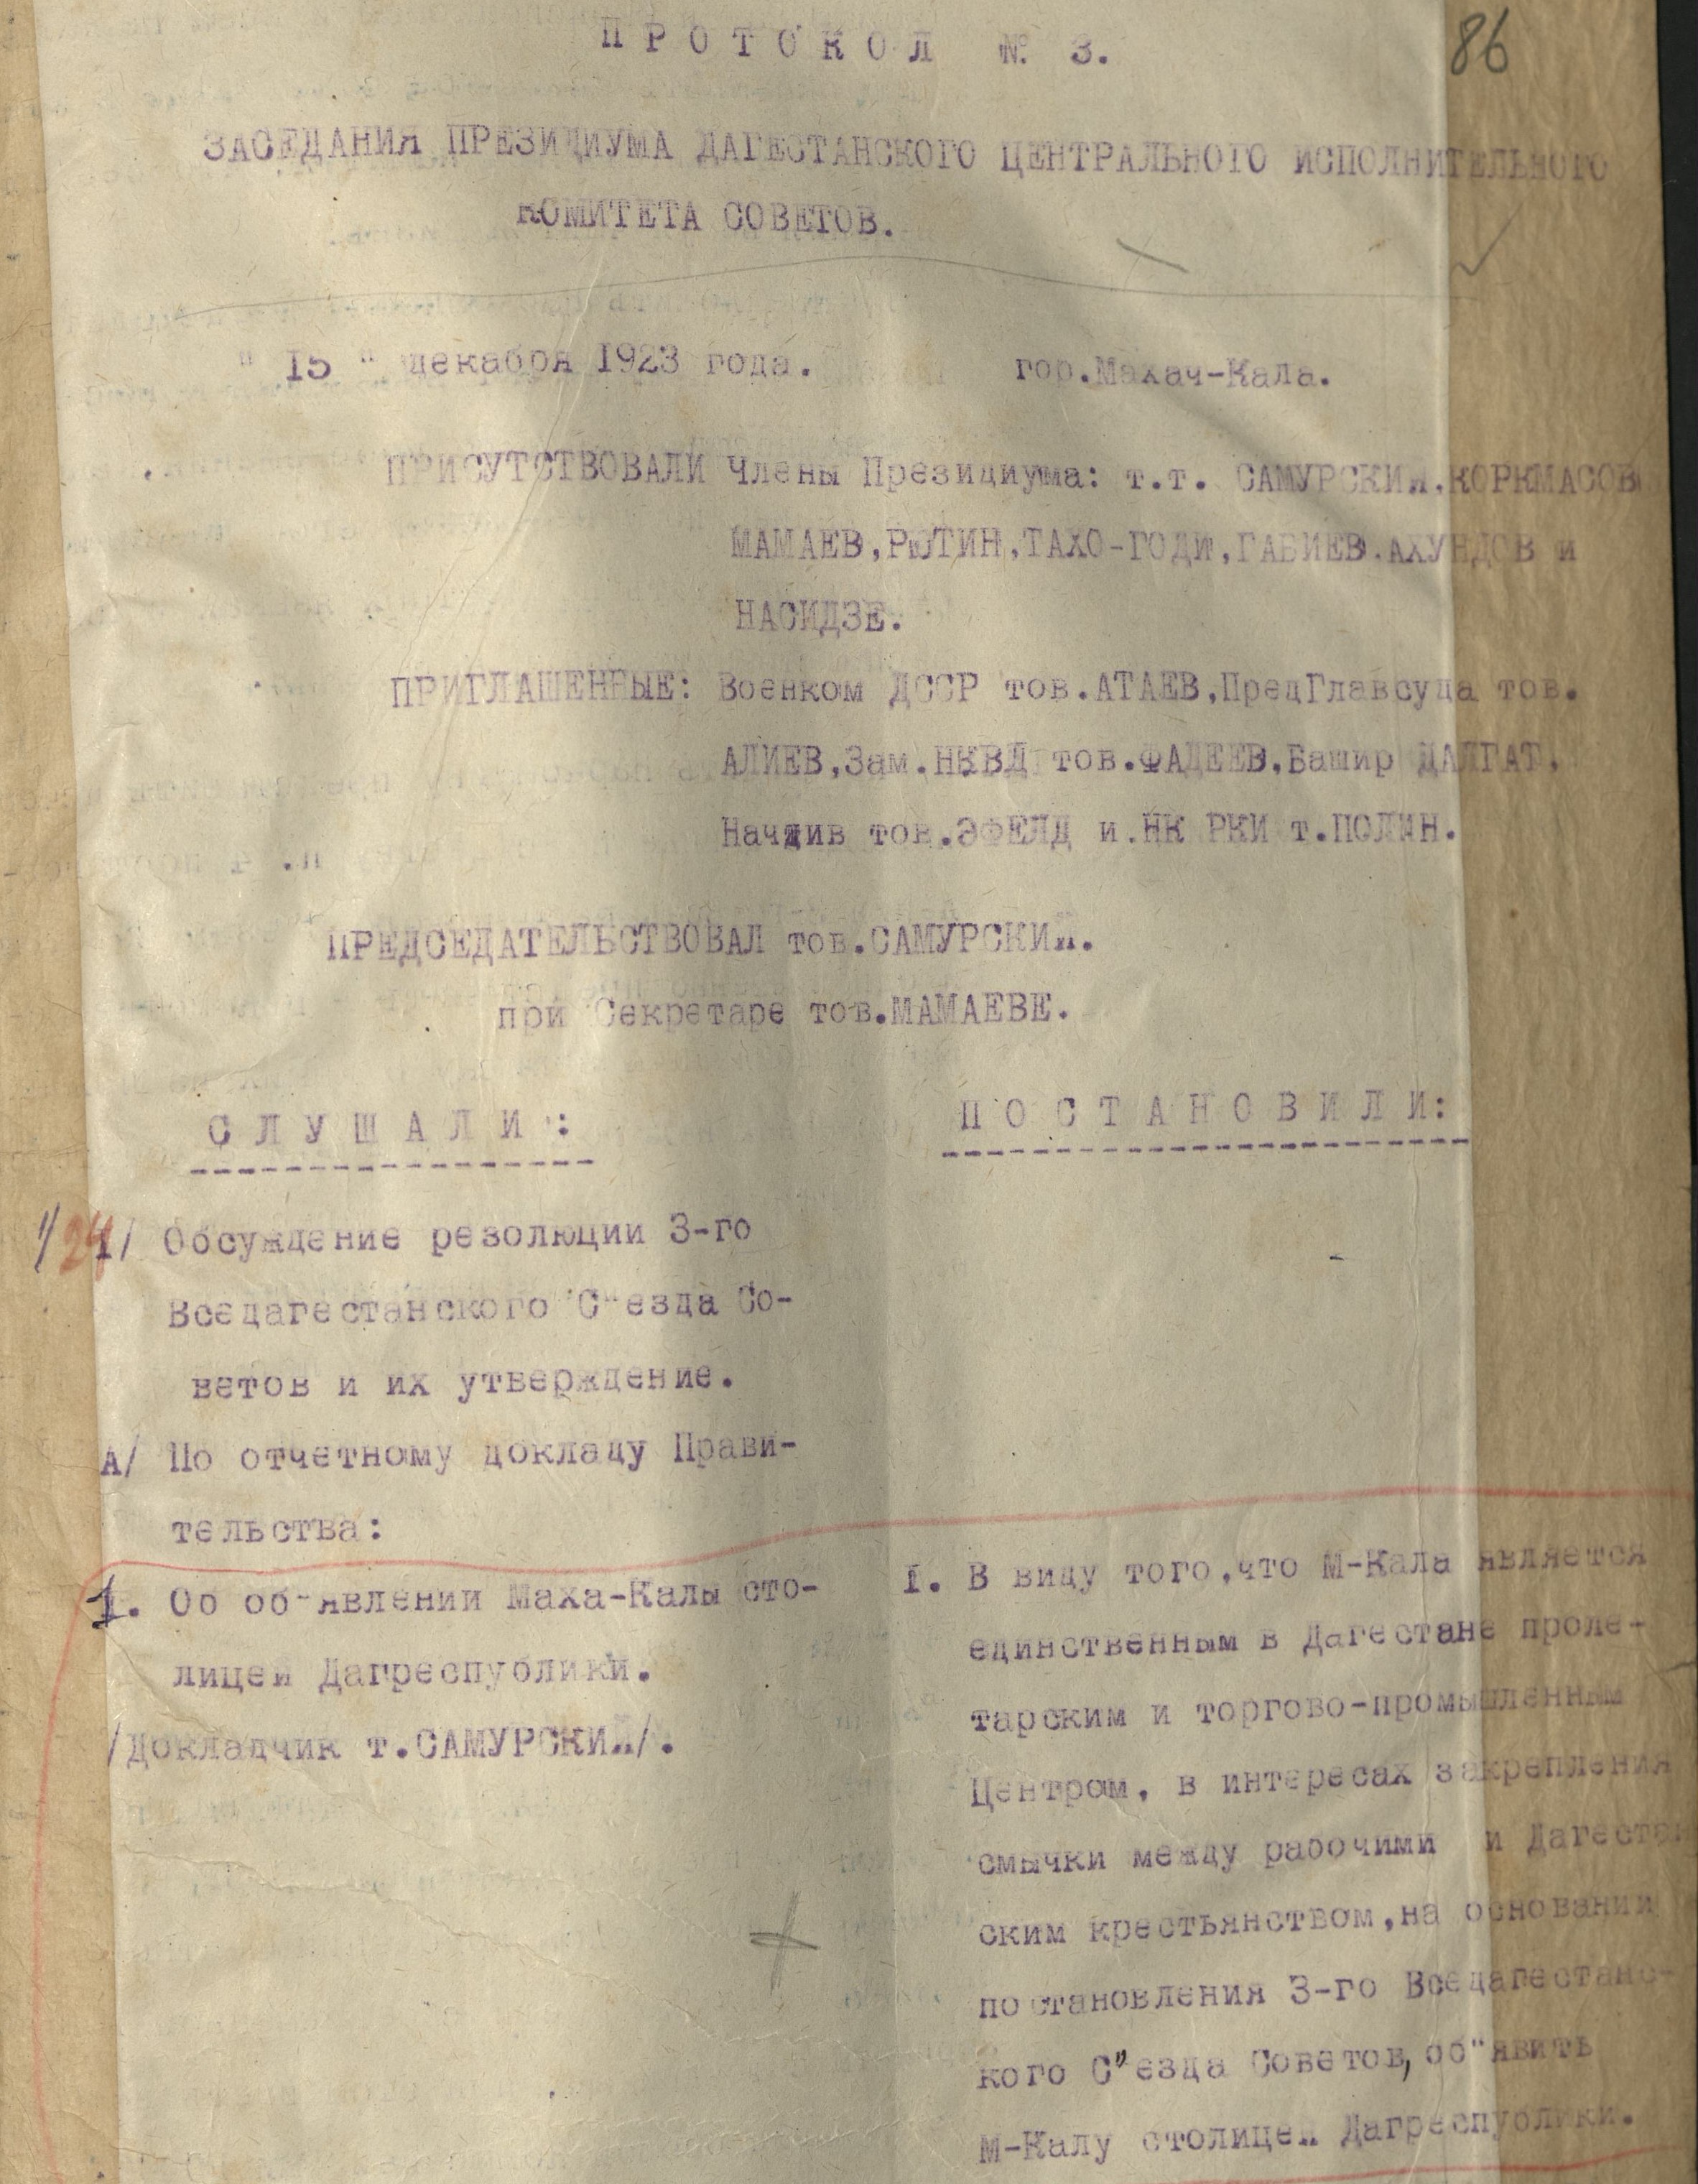 86
П Р О Т О К О Л № 3.
ЗАСЕДАНИЯ ПРЕЗИДИУМА ДАГЕСТАНСКОГО ЦЕНТРАЛЬНОГО ИСПОЛНИТЕЛЬНОГО
КОМИТЕТА СОВЕТОВ.
" 15 " декабря 1923 года. гор.Махач-Кала.
ПРИСУТСТВОВАЛИ Члены Президиума: т.т. САМУРСКИЙ,КОРКМАСОВ
МАМАЕВ,РЮТИН,ТАХО-ГОДИ,ГАБИЕВ.АХУНДОВ и
НАСИДЗЕ.
ПРИГЛАШЕННЫЕ: Военком ДССР тов.АТАЕВ,ПредГлавсуда тов.
АЛИЕВ,Зам.НКВД тов.ФАДЕЕВ,Башир ДАЛГАТ,
Начдив тов.ЭФЕЛД и НК РКИ т.ПОЛИН.
ПРЕДСЕДАТЕЛЬСТВОВАЛ тов.САМУРСКИЙ.
при Секретаре тов.МАМАЕВЕ.
С Л У Ш А Л И :
1/ Обсуждение резолюции 3-го
Вседагестанского С"езда Со-
ветов и их утверждение.
А/ По отчетному докладу Прави-
тельства:
1. Об об"явлении Маха-Калы сто-
лицей Дагреспублики.
/Докладчик т.САМУРСКИЙ/.
П О С Т А Н О В И Л И:
1. В виду того,что М-Кала является
единственным в Дагестане проле-
тарским и торгово-промышленным
Центром, в интересах закрепления
смычки между рабочими и Дагестан
ским крестьянством,на основании
постановления 3-го Вседагестанс-
кого С"езда Советов, об"явить
М-Калу столицей Дагреспублики.